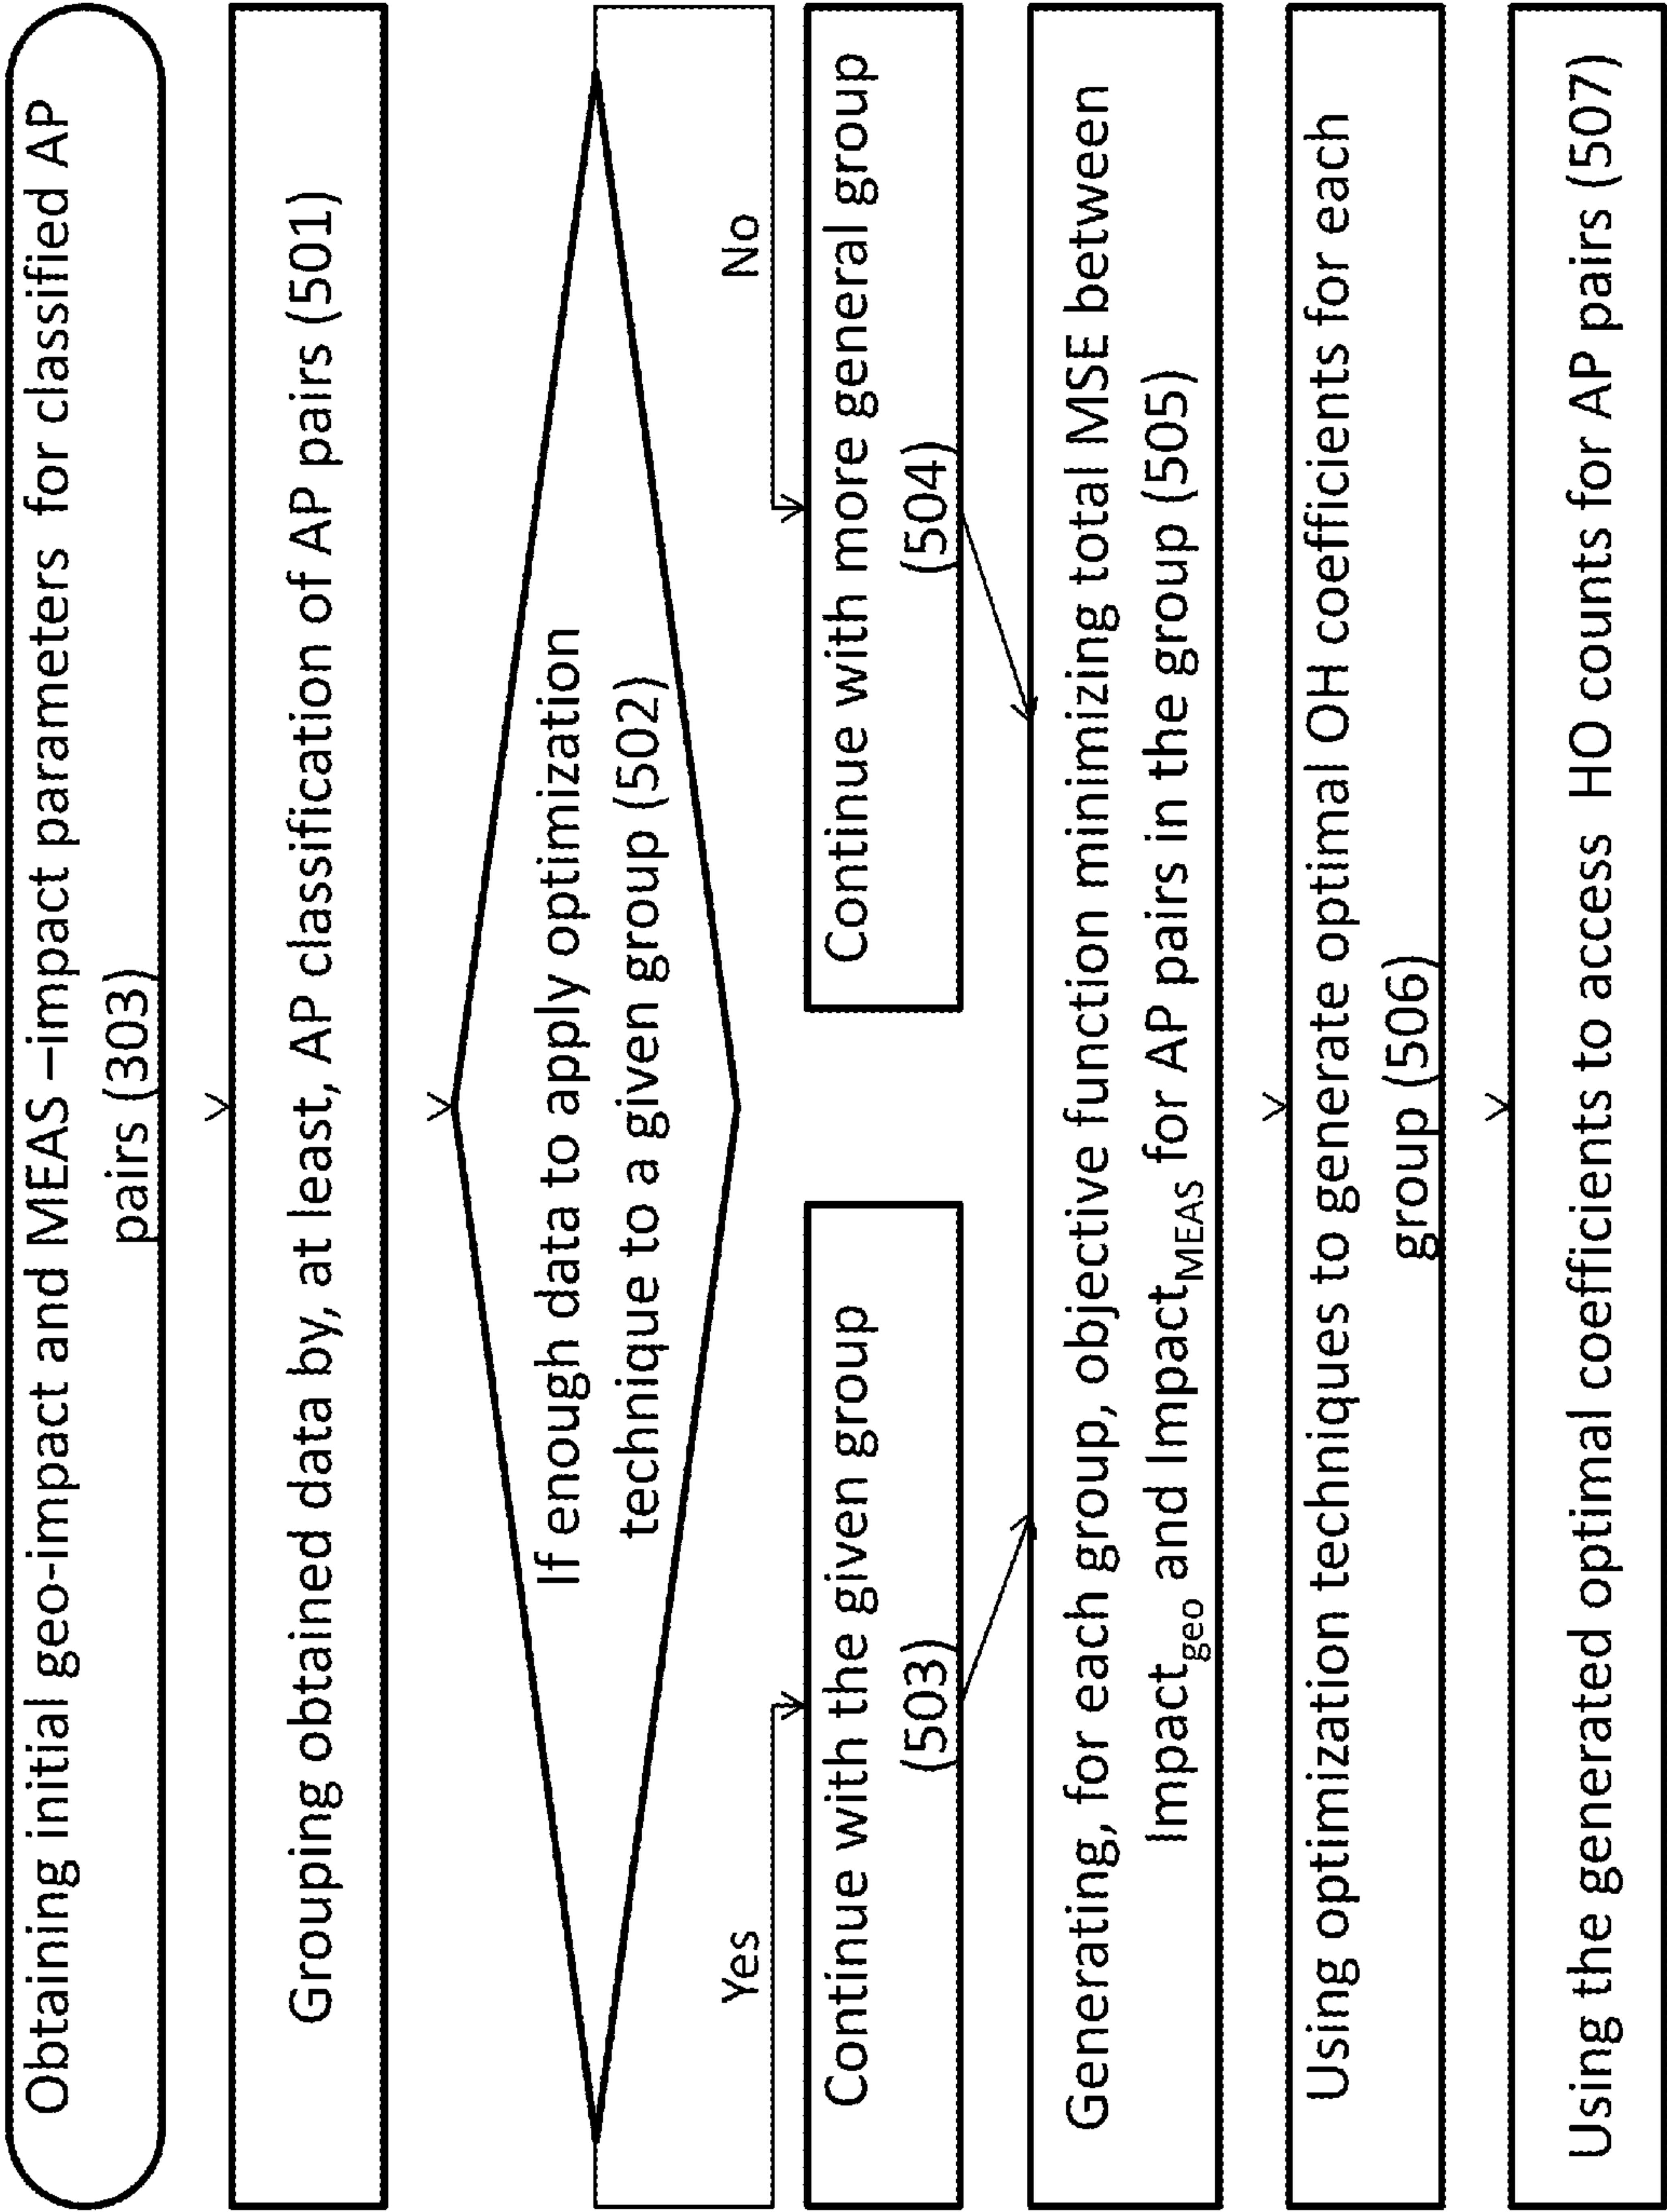 Obtaining initial geo-impact and MEAS –impact parameters for classified AP
pairs (303)
Grouping obtained data by, at least, AP classification of AP pairs (501)
If enough data to apply optimization
technique to a given group (502)
Yes
No
Continue with the given group
(503)
Continue with more general group
(504)
Generating, for each group, objective function minimizing total MSE between
Impactgeo and ImpactMEAS for AP pairs in the group (505)
Using optimization techniques to generate optimal OH coefficients for each
group (506)
Using the generated optimal coefficients to access HO counts for AP pairs (507)